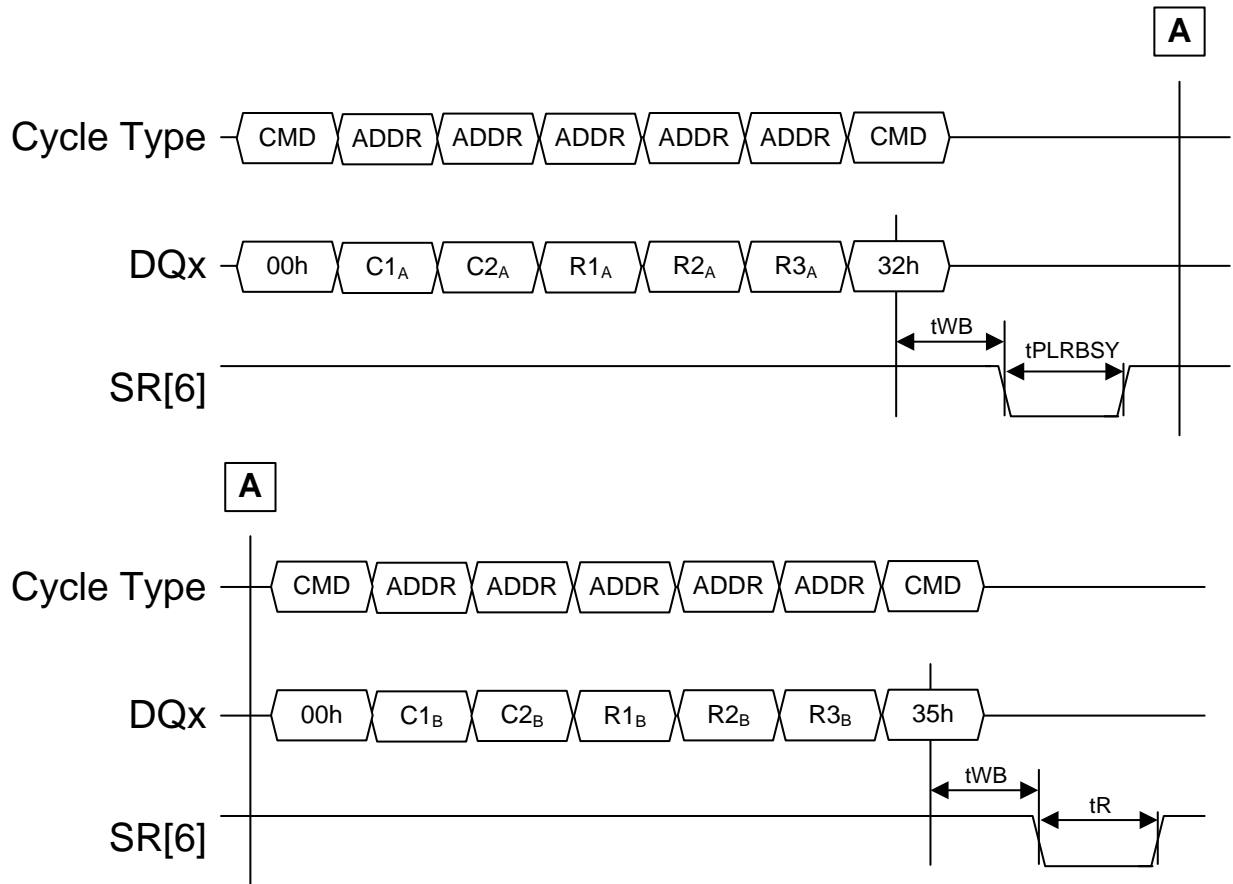 A
Cycle Type CMD ADDR ADDR ADDR ADDR ADDR CMD
DQx 00h C1A C2A R1A R2A R3A 32h
tWB tPLRBSY
SR[6]
A
Cycle Type CMD ADDR ADDR ADDR ADDR ADDR CMD
DQx 00h C1B C2B R1B R2B R3B 35h
tWB tR
SR[6]